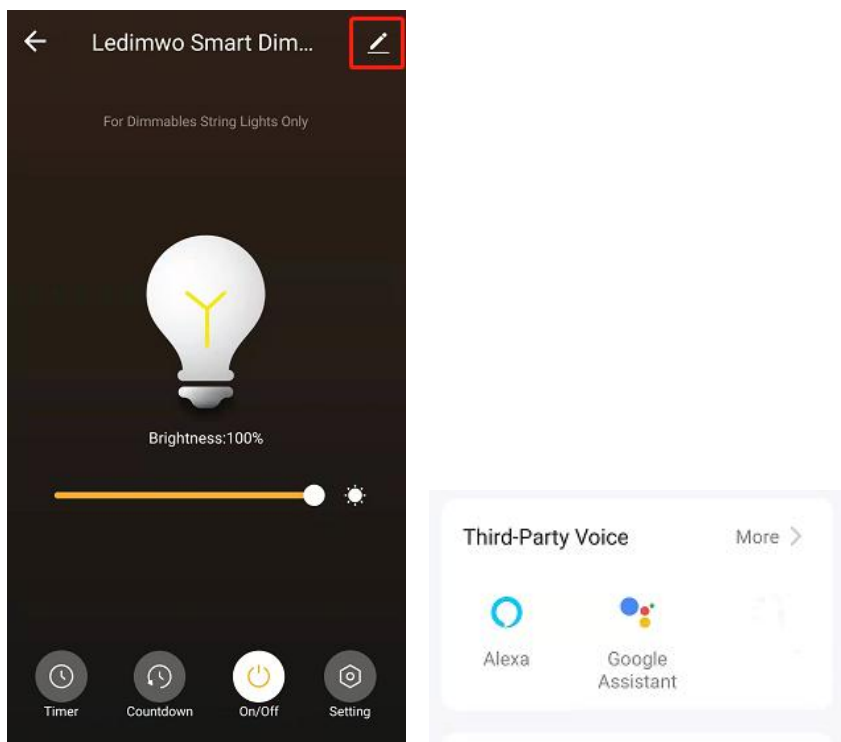 Ledimwo Smart Dim...
For Dimmables String Lights Only
Brightness:100%
Timer
Countdown
On/Off
Setting
Third-Party Voice
More
Alexa
Google
Assistant